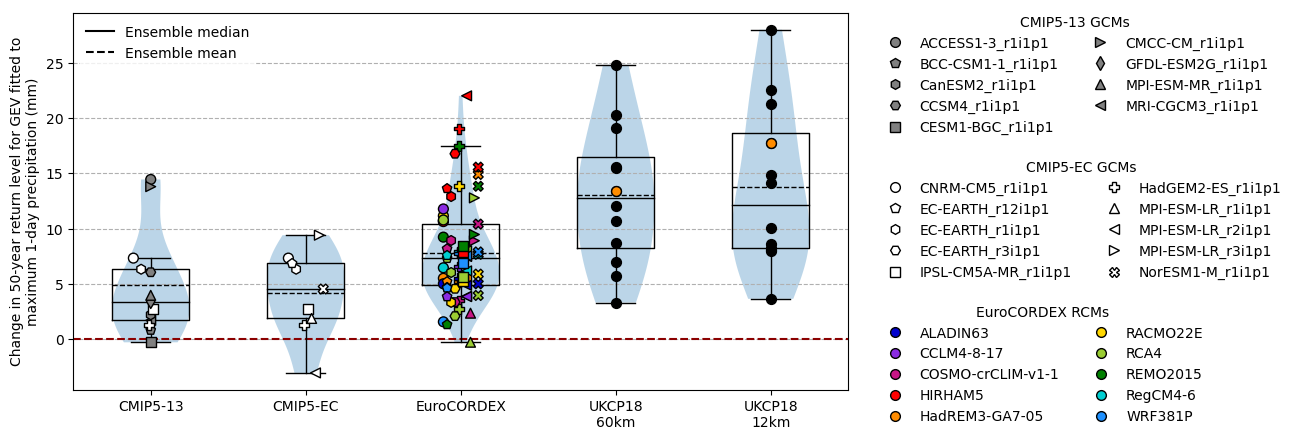 Change in 50-year return level for GEV fitted to
maximum 1-day precipitation (mm)
Ensemble median
Ensemble mean
25
20
15
10
5
0
CMIP5-13
CMIP5-EC
EuroCORDEX
UKCP18
60km
UKCP18
12km
CMIP5-13 GCMs
ACCESS1-3_r1i1p1
BCC-CSM1-1_r1i1p1
CanESM2_r1i1p1
CCSM4_r1i1p1
CESM1-BGC_r1i1p1
CMCC-CM_r1i1p1
GFDL-ESM2G_r1i1p1
MPI-ESM-MR_r1i1p1
MRI-CGCM3_r1i1p1
CMIP5-EC GCMs
CNRM-CM5_r1i1p1
EC-EARTH_r12i1p1
EC-EARTH_r1i1p1
EC-EARTH_r3i1p1
IPSL-CM5A-MR_r1i1p1
HadGEM2-ES_r1i1p1
MPI-ESM-LR_r1i1p1
MPI-ESM-LR_r2i1p1
MPI-ESM-LR_r3i1p1
NorESM1-M_r1i1p1
EuroCORDEX RCMs
ALADIN63
CCLM4-8-17
COSMO-crCLIM-v1-1
HIRHAM5
HadREM3-GA7-05
RACMO22E
RCA4
REMO2015
RegCM4-6
WRF381P